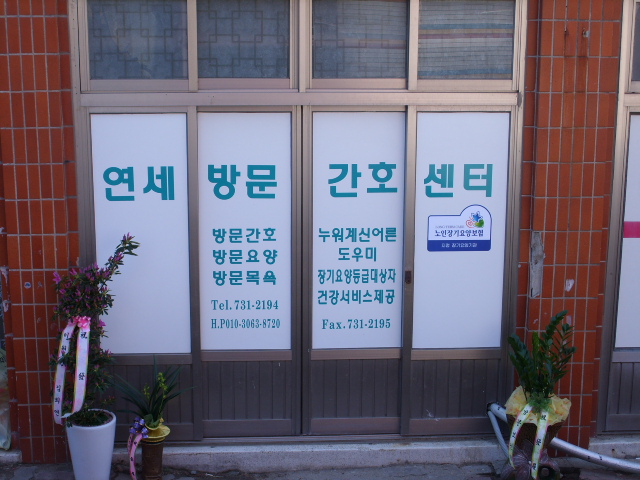 연세 방문 간호 센터
방문간호
방문요양
방문목욕
Tel.731-2194
H.P010-3063-8720
누워계신어른
도우미
장기요양등급대상자
건강서비스제공
Fax.731-2195
노인장기요양보험